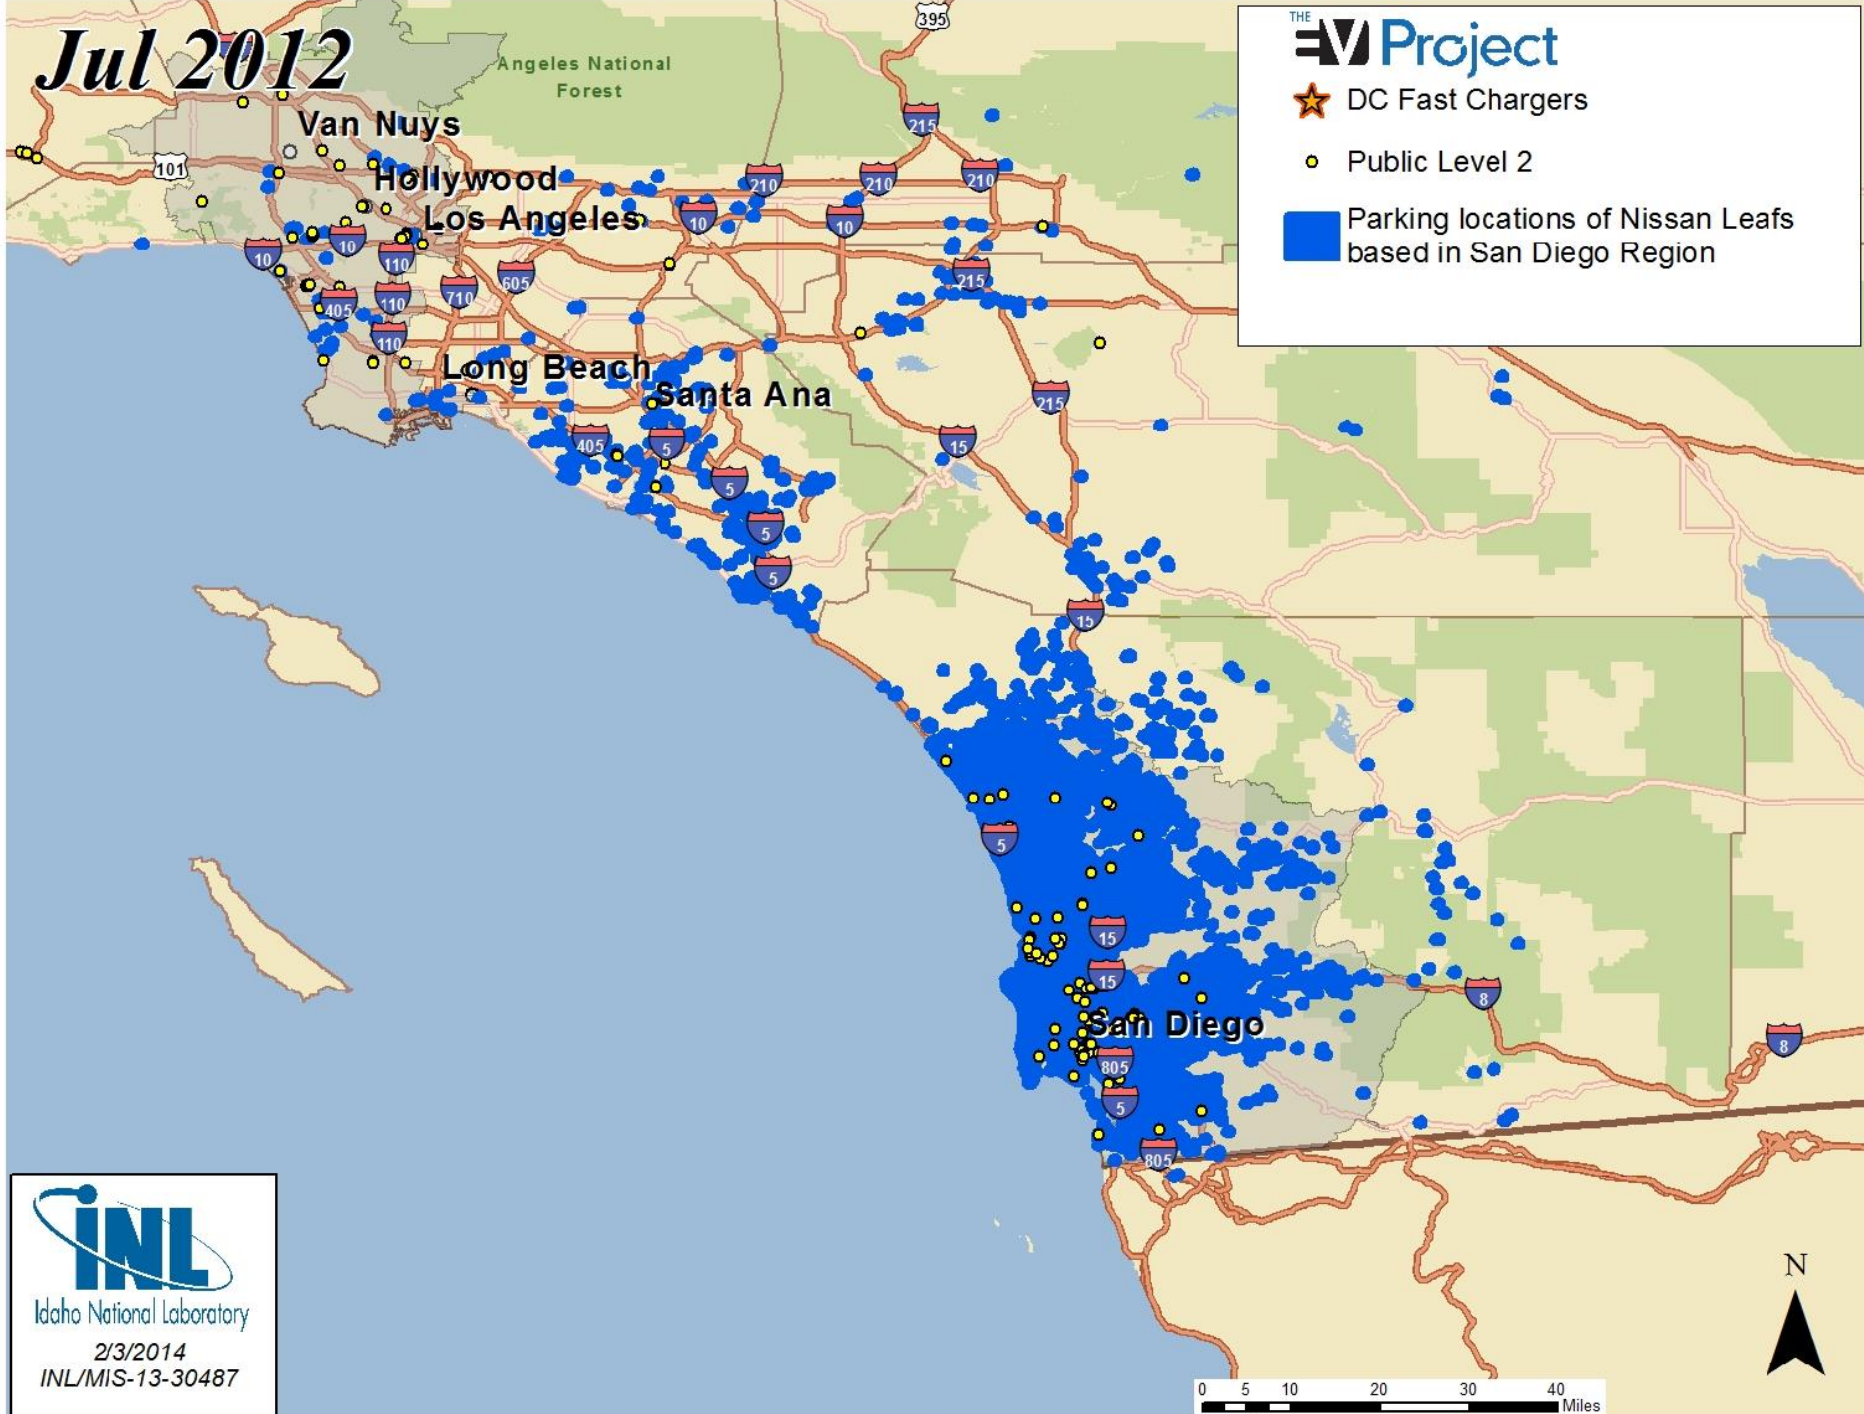 Jul 2012
Angeles National
Forest
395
THE
EV Project
DC Fast Chargers
Public Level 2
Parking locations of Nissan Leafs
based in San Diego Region
215
Van Nuys
101
Hollywood
210
210
210
Los Angeles
10
10
10
10
110
215
605
710
405
110
110
Long Beach
Santa Ana
215
405
5
15
5
5
5
15
5
15
15
8
San Diego
8
805
5
805
INL
Idaho National Laboratory
2/3/2014
INL/MIS-13-30487
N
0 5 10 20 30 40
Miles